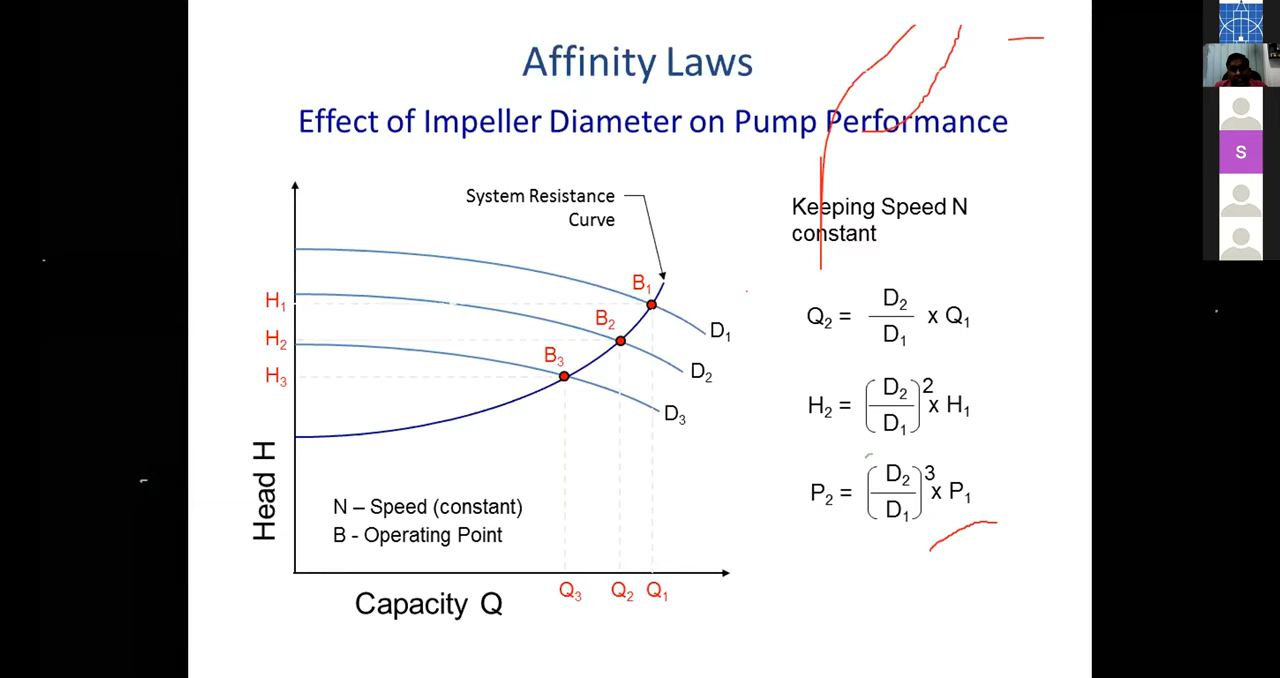 Affinity Laws
Effect of Impeller Diameter on Pump Performance
System Resistance
Curve
Keeping Speed N
constant
B₁
B₂
B₃
H₁
H₂
H₃
D₁
D₂
D₃
Q₂ = D₂/D₁ x Q₁
H₂ = (D₂/D₁)² x H₁
P₂ = (D₂/D₁)³ x P₁
Head H
N – Speed (constant)
B - Operating Point
Q₃ Q₂ Q₁
Capacity Q
S